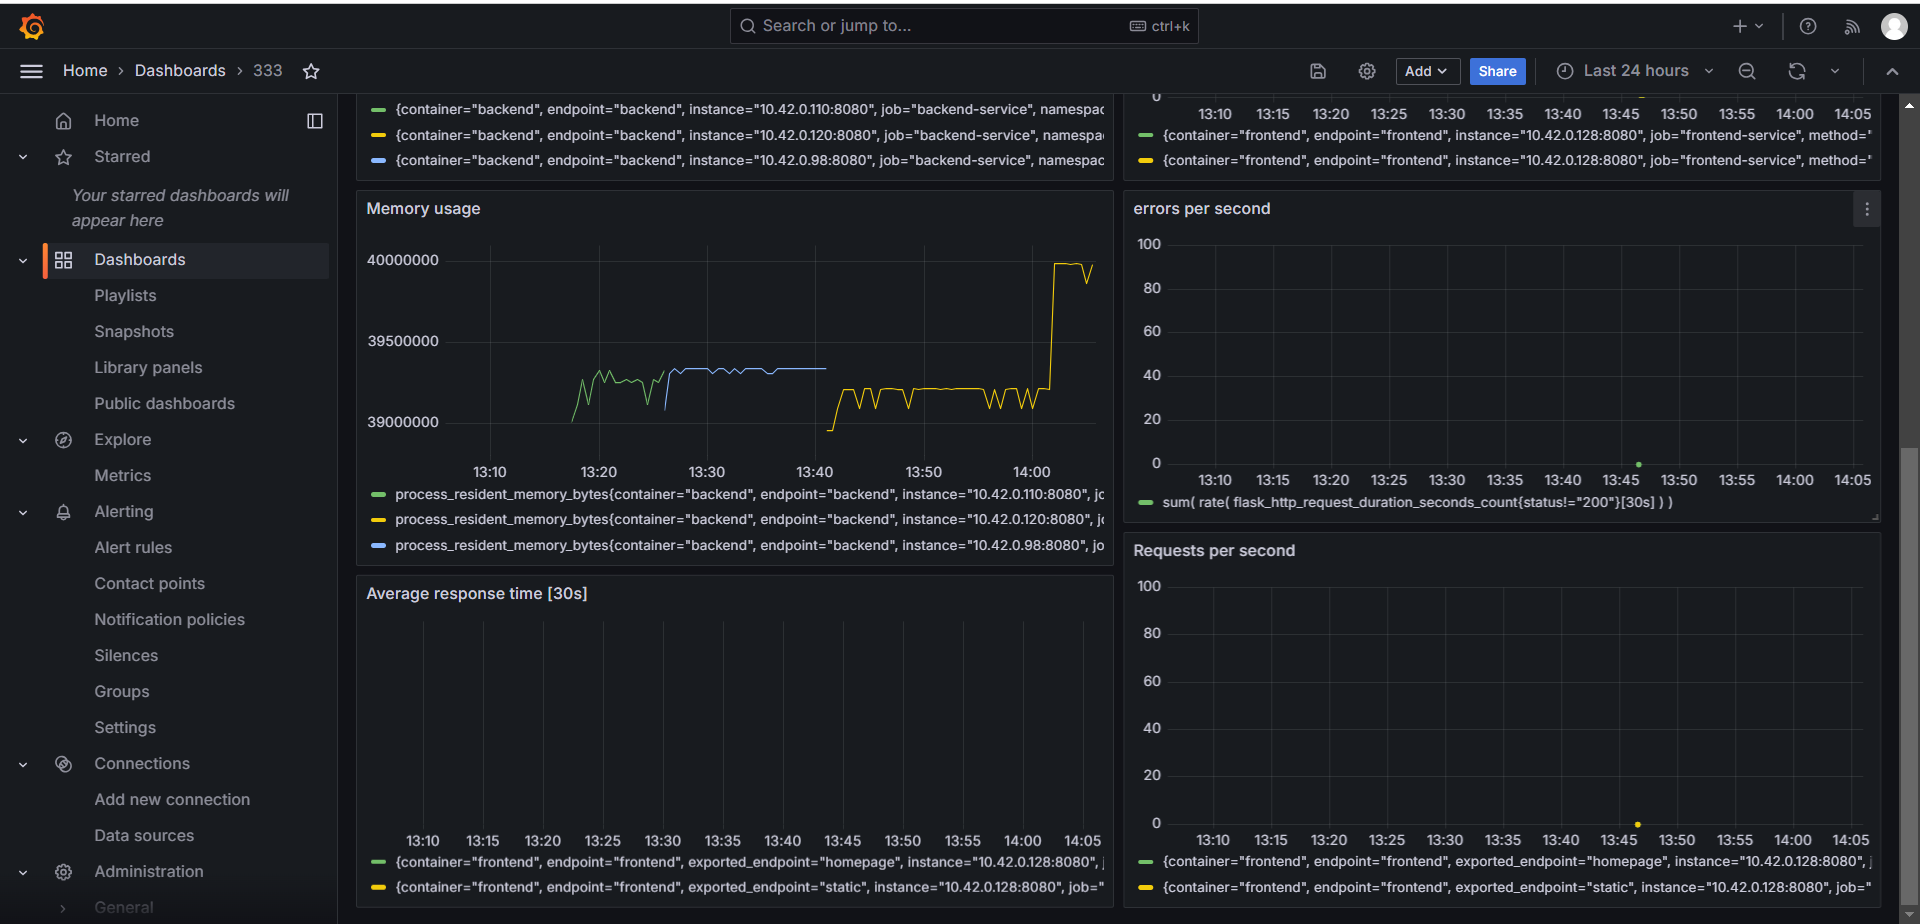 Search or jump to...
ctrl+k
Home
Dashboards
333
Add
Share
Last 24 hours
Home
Starred
Your starred dashboards will
appear here
Dashboards
Playlists
Snapshots
Library panels
Public dashboards
Explore
Metrics
Alerting
Alert rules
Contact points
Notification policies
Silences
Groups
Settings
Connections
Add new connection
Data sources
Administration
General
{container="backend", endpoint="backend", instance="10.42.0.110:8080", job="backend-service", namespac
{container="backend", endpoint="backend", instance="10.42.0.120:8080", job="backend-service", namespa
{container="backend", endpoint="backend", instance="10.42.0.98:8080", job="backend-service", namespac
0
13:10 13:15 13:20 13:25 13:30 13:35 13:40 13:45 13:50 13:55 14:00 14:05
{container="frontend", endpoint="frontend", instance="10.42.0.128:8080", job="frontend-service", method="
{container="frontend", endpoint="frontend", instance="10.42.0.128:8080", job="frontend-service", method="
Memory usage
40000000
39500000
39000000
13:10 13:20 13:30 13:40 13:50 14:00
process_resident_memory_bytes{container="backend", endpoint="backend", instance="10.42.0.110:8080", jo
process_resident_memory_bytes{container="backend", endpoint="backend", instance="10.42.0.120:8080", jo
process_resident_memory_bytes{container="backend", endpoint="backend", instance="10.42.0.98:8080", jo
errors per second
100
80
60
40
20
0
13:10 13:15 13:20 13:25 13:30 13:35 13:40 13:45 13:50 13:55 14:00 14:05
sum( rate( flask_http_request_duration_seconds_count{status!="200"}[30s] ) )
Average response time [30s]
13:10 13:15 13:20 13:25 13:30 13:35 13:40 13:45 13:50 13:55 14:00 14:05
{container="frontend", endpoint="frontend", exported_endpoint="homepage", instance="10.42.0.128:8080",
{container="frontend", endpoint="frontend", exported_endpoint="static", instance="10.42.0.128:8080", job="
Requests per second
100
80
60
40
20
0
13:10 13:15 13:20 13:25 13:30 13:35 13:40 13:45 13:50 13:55 14:00 14:05
{container="frontend", endpoint="frontend", exported_endpoint="homepage", instance="10.42.0.128:8080",
{container="frontend", endpoint="frontend", exported_endpoint="static", instance="10.42.0.128:8080", job="